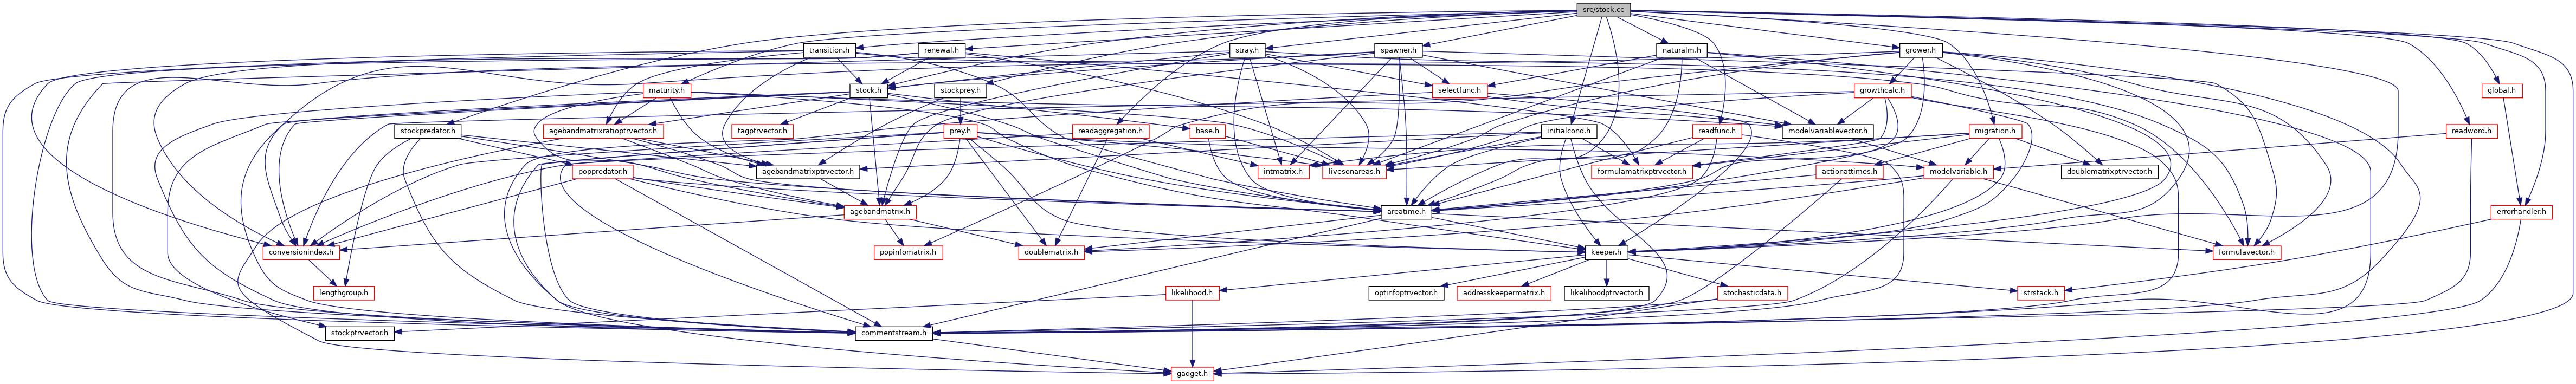 src/stock.cc
transition.h
renewal.h
stray.h
spawner.h
naturalm.h
grower.h
maturity.h
stock.h
stockprey.h
selectfunc.h
growthcalc.h
global.h
stockpredator.h
agebandmatrixratioptrvector.h
tagptrvector.h
base.h
prey.h
readaggregation.h
initialcond.h
readfunc.h
modelvariablevector.h
migration.h
readword.h
poppredator.h
agebandmatrixptrvector.h
intmatrix.h
livesonareas.h
formulamatrixptrvector.h
actionattimes.h
modelvariable.h
doublematrixptrvector.h
agebandmatrix.h
areatime.h
errorhandler.h
conversionindex.h
popinfomatrix.h
doublematrix.h
keeper.h
formulavector.h
lengthgroup.h
likelihood.h
optinfoptrvector.h
addresskeepermatrix.h
likelihoodptrvector.h
stochasticdata.h
strstack.h
stockptrvector.h
commentstream.h
gadget.h